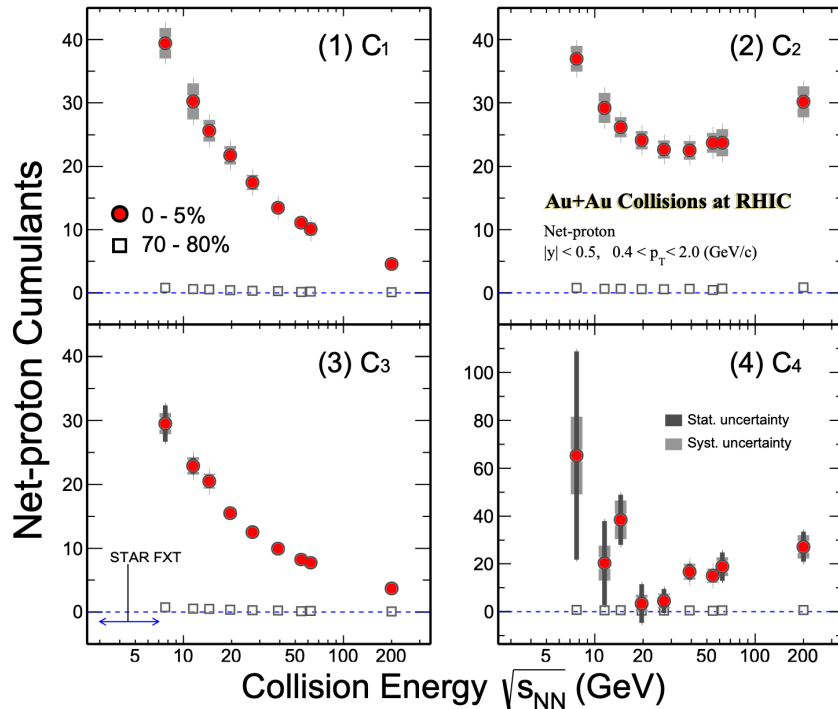 Net-proton Cumulants
40
30
20
10
0
(1) C1
0 - 5%
70 - 80%
40
30
20
10
0
(2) C2
Au+Au Collisions at RHIC
Net-proton
|y| < 0.5, 0.4 < pT < 2.0 (GeV/c)
40
30
20
10
0
(3) C3
STAR FXT
5 10 20 50 100 200
100
80
60
40
20
0
(4) C4
Stat. uncertainty
Syst. uncertainty
5 10 20 50 100 200
Collision Energy √sNN (GeV)